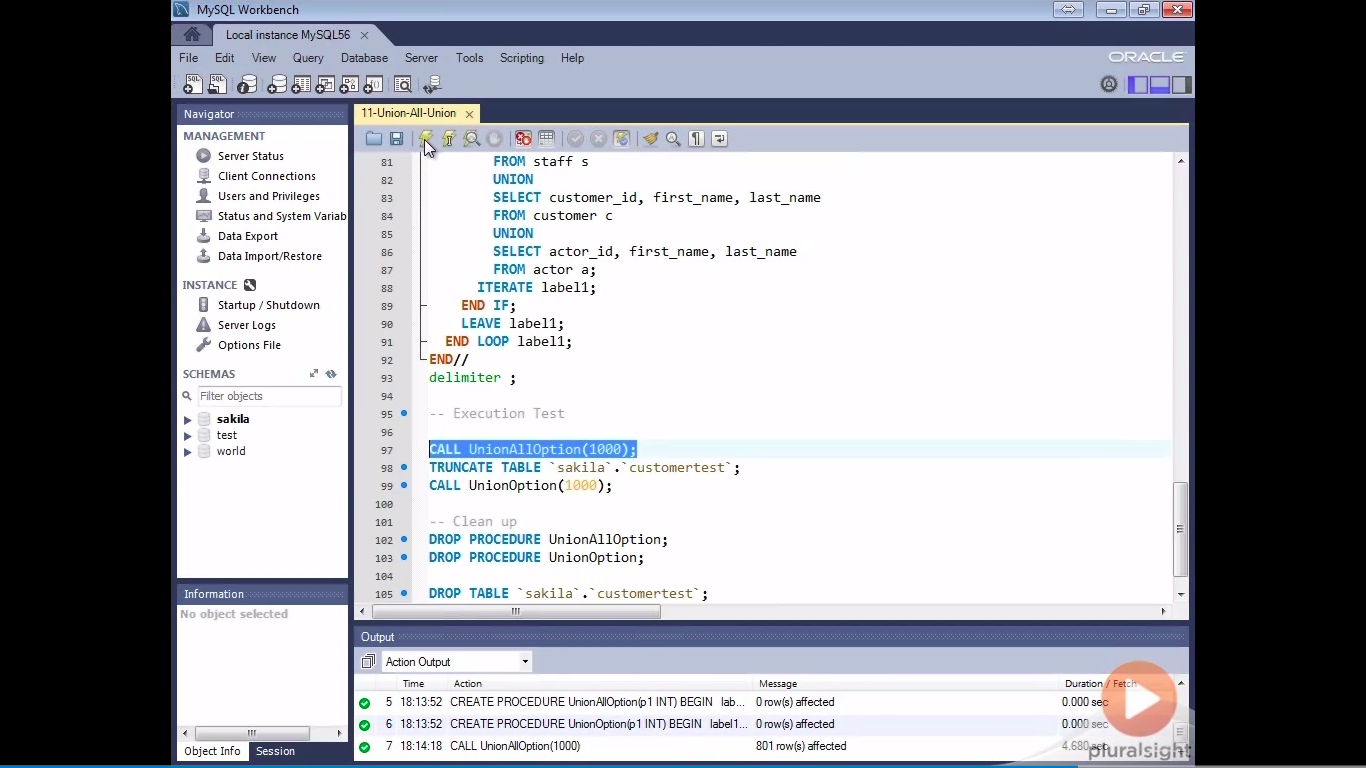 MySQL Workbench
Local instance MySQL56
File Edit View Query Database Server Tools Scripting Help
ORACLE
Navigator
MANAGEMENT
Server Status
Client Connections
Users and Privileges
Status and System Variab
Data Export
Data Import/Restore
INSTANCE
Startup / Shutdown
Server Logs
Options File
SCHEMAS
Filter objects
sakila
test
world
Information
No object selected
Object Info Session
11-Union-All-Union
81 FROM staff s
82 UNION
83 SELECT customer_id, first_name, last_name
84 FROM customer c
85 UNION
86 SELECT actor_id, first_name, last_name
87 FROM actor a;
88 ITERATE label1;
89 END IF;
90 LEAVE label1;
91 END LOOP label1;
92 END//
93 delimiter ;
94
95 -- Execution Test
96
97 CALL UnionAllOption(1000);
98 TRUNCATE TABLE `sakila`.`customertest`;
99 CALL UnionOption(1000);
100
101 -- Clean up
102 DROP PROCEDURE UnionAllOption;
103 DROP PROCEDURE UnionOption;
104
105 DROP TABLE `sakila`.`customertest`;
Output
Action Output
Time Action Message Duration / Fetch
5 18:13:52 CREATE PROCEDURE UnionAllOption(p1 INT) BEGIN lab... 0 row(s) affected 0.000 sec
6 18:13:52 CREATE PROCEDURE UnionOption(p1 INT) BEGIN label1... 0 row(s) affected 0.000 sec
7 18:14:18 CALL UnionAllOption(1000) 801 row(s) affected 4.680 sec
pluralsight